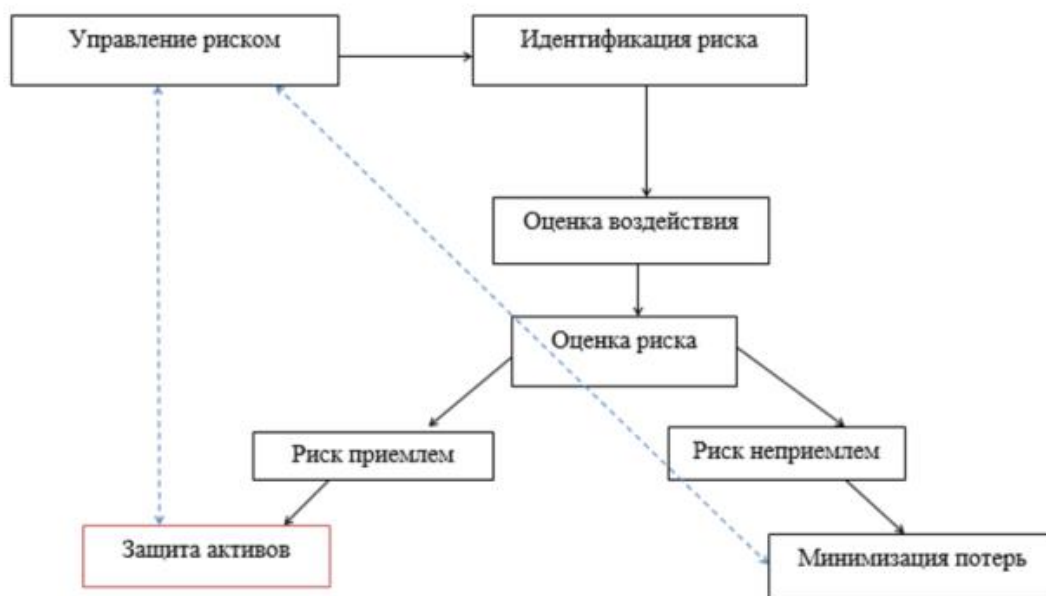 Управление риском
Идентификация риска
Оценка воздействия
Оценка риска
Риск приемлем
Риск неприемлем
Защита активов
Минимизация потерь